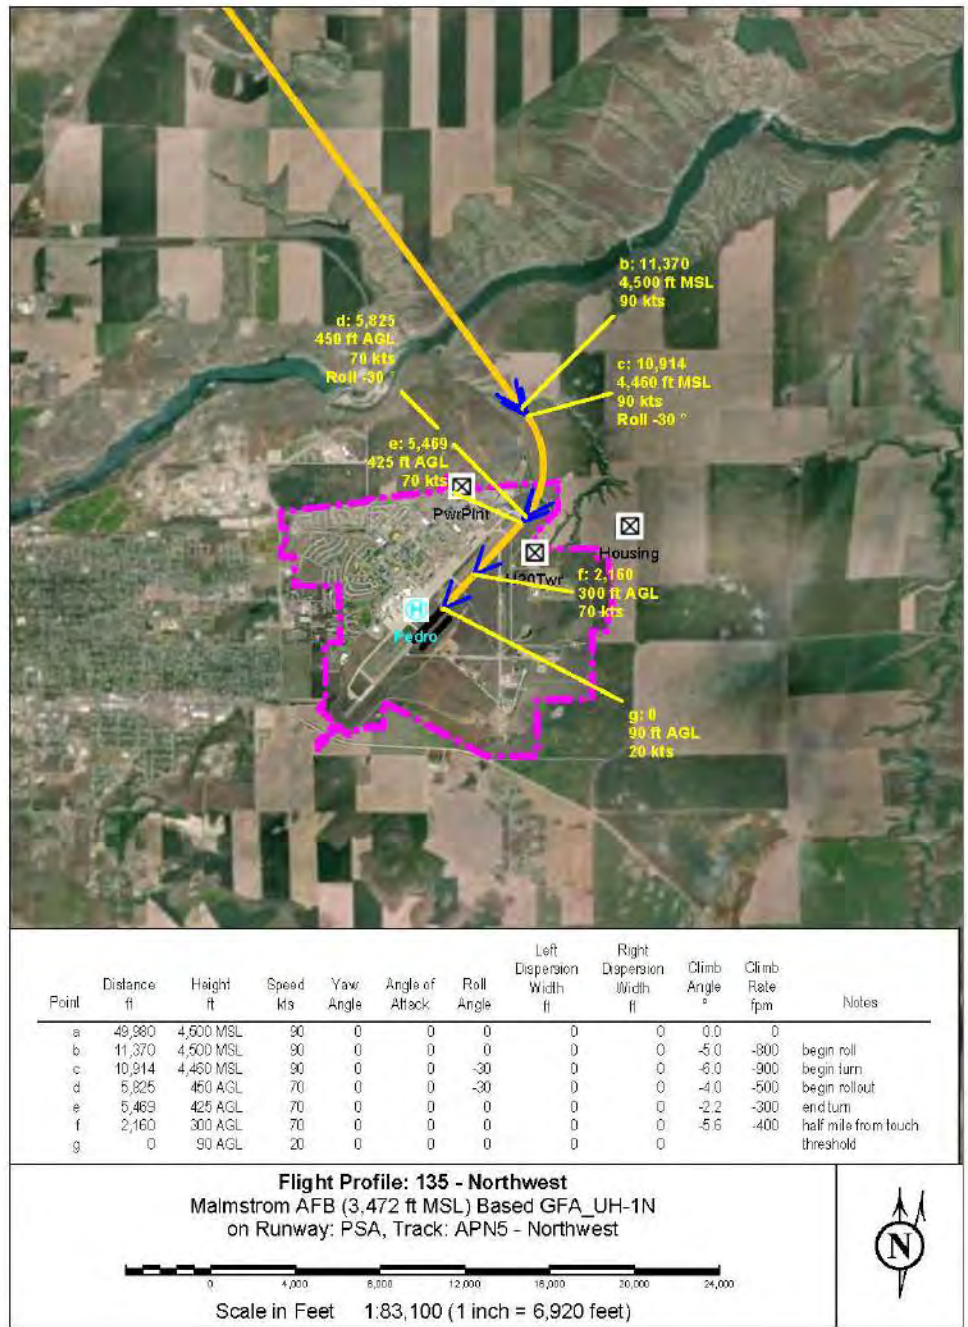 b: 11,370
4,500 ft MSL
90 kts
d: 5,825
450 ft AGL
70 kts
Roll -30 °
c: 10,914
4,460 ft MSL
90 kts
Roll -30 °
e: 5,469
425 ft AGL
70 kts
PwrPlnt
Housing
f: 2,160
300 ft AGL
70 kts
H
Pedro
g: 0
90 ft AGL
20 kts
Point Distance ft Height ft Speed kts Yaw Angle Angle of Attack Roll Angle Left Dispersion Width ft Right Dispersion Width ft Climb Angle ° Climb Rate fpm Notes
a 49,980 4,500 MSL 90 0 0 0 0 0 0.0 0
b 11,370 4,500 MSL 90 0 0 0 0 0 -5.0 -800 begin roll
c 10,914 4,460 MSL 90 0 0 -30 0 0 -6.0 -900 begin turn
d 5,825 450 AGL 70 0 0 -30 0 0 -4.0 -500 begin rollout
e 5,469 425 AGL 70 0 0 0 0 0 -2.2 -300 end turn
f 2,160 300 AGL 70 0 0 0 0 0 -5.6 -400 half mile from touch
g 0 90 AGL 20 0 0 0 0 0 threshold
Flight Profile: 135 - Northwest
Malmstrom AFB (3,472 ft MSL) Based GFA_UH-1N
on Runway: PSA, Track: APN5 - Northwest
0 4,000 8,000 12,000 16,000 20,000 24,000
Scale in Feet 1:83,100 (1 inch = 6,920 feet)
N